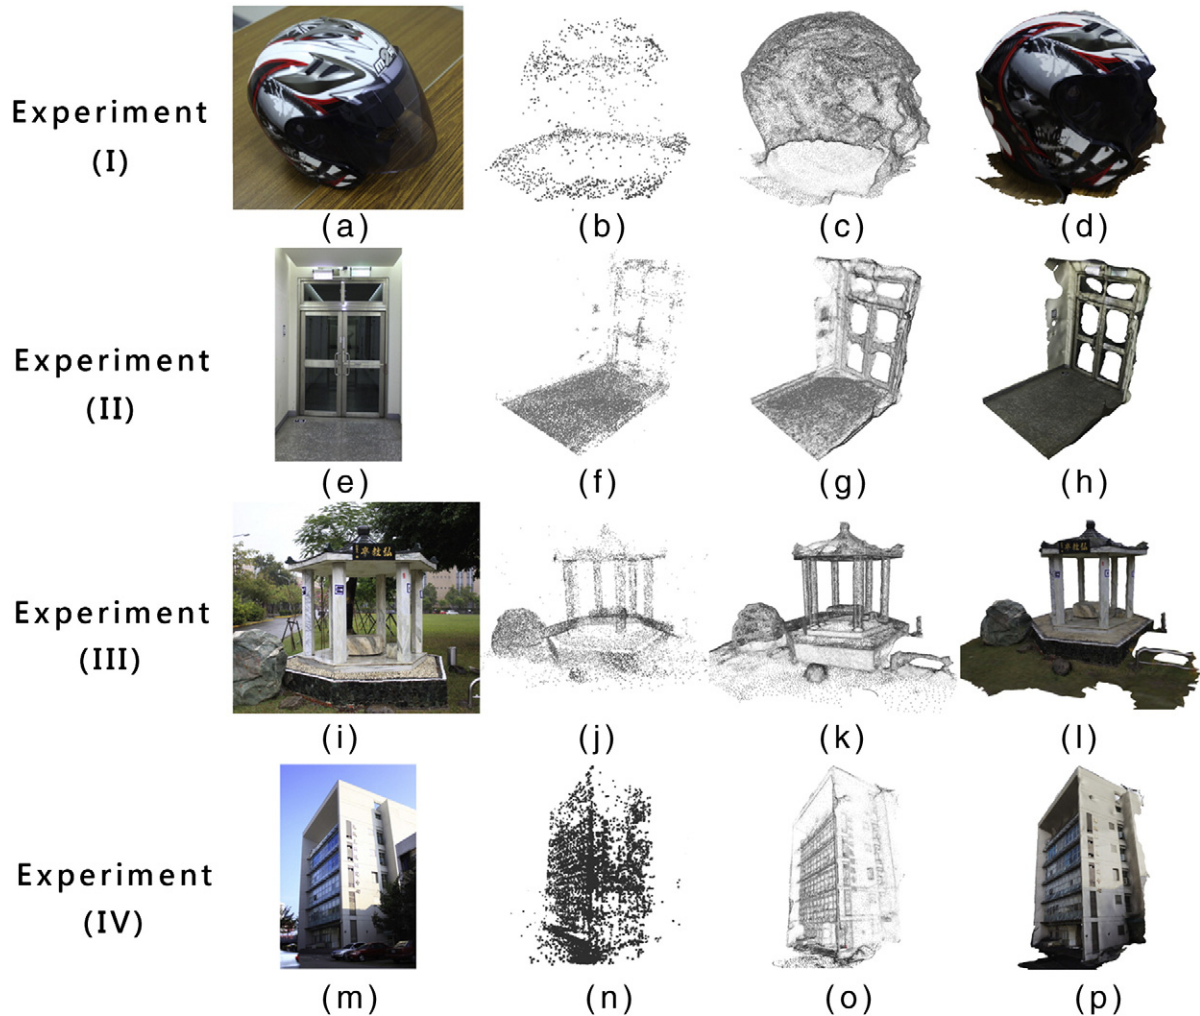 Experiment
(I)
(a)
(b)
(c)
(d)
Experiment
(II)
(e)
(f)
(g)
(h)
Experiment
(III)
(i)
(j)
(k)
(l)
Experiment
(IV)
(m)
(n)
(o)
(p)